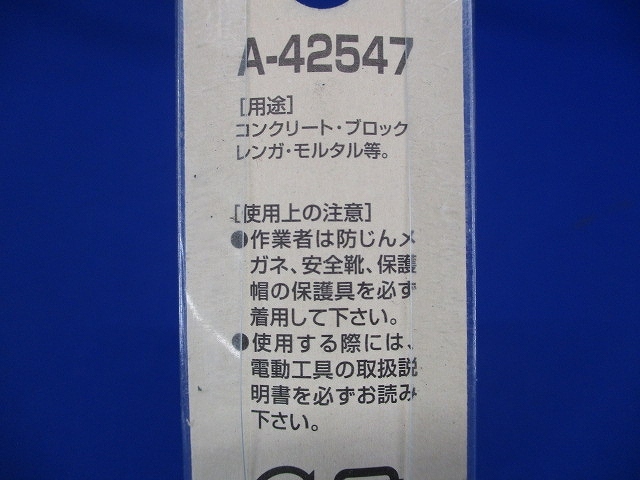 A-42547
[用途]
コンクリート・ブロック
レンガ・モルタル等。
[使用上の注意]
●作業者は防じんメ
ガネ、安全靴、保護
帽の保護具を必ず
着用して下さい。
●使用する際には、
電動工具の取扱説
明書を必ずお読み
下さい。